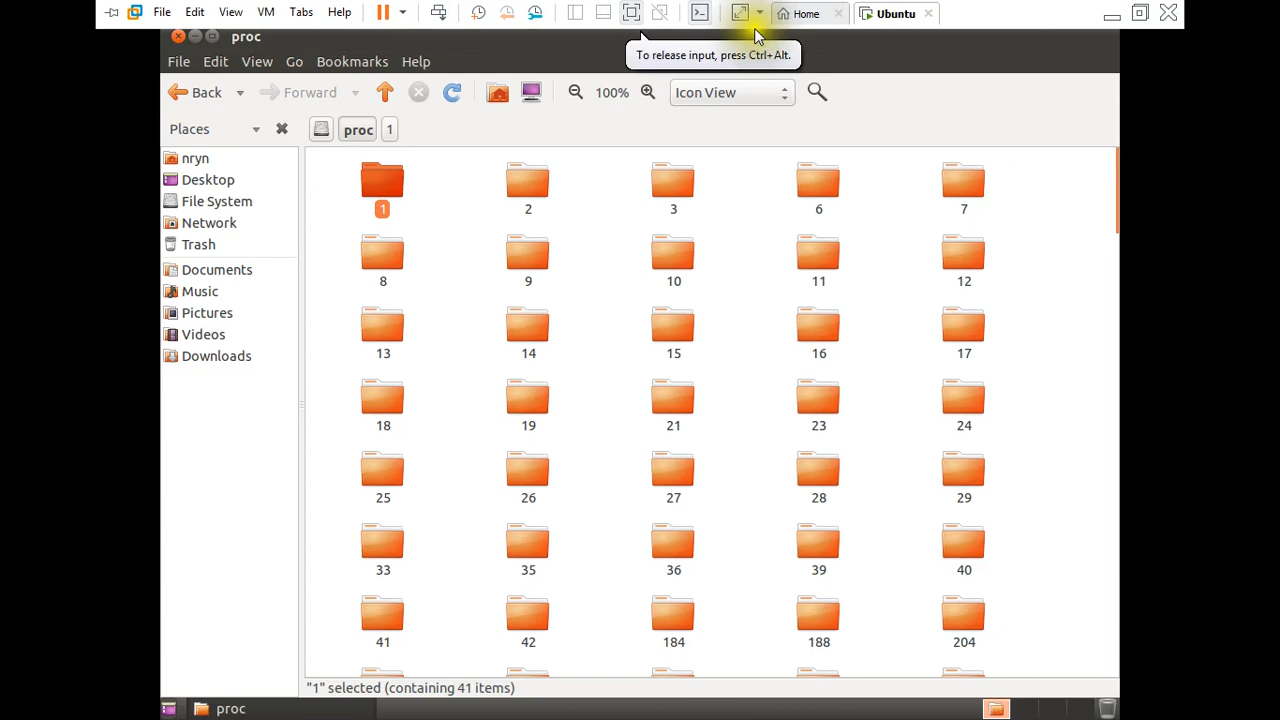 File Edit View VM Tabs Help Home Ubuntu
proc
To release input, press Ctrl+Alt.
File Edit View Go Bookmarks Help
Back Forward 100% Icon View
Places proc 1
nryn
Desktop
File System
Network
Trash
Documents
Music
Pictures
Videos
Downloads
1 2 3 6 7
8 9 10 11 12
13 14 15 16 17
18 19 21 23 24
25 26 27 28 29
33 35 36 39 40
41 42 184 188 204
"1" selected (containing 41 items)
proc